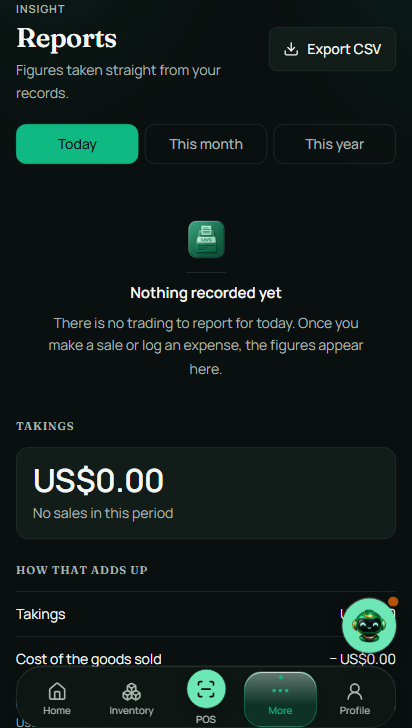 INSIGHT
Reports
Export CSV
Figures taken straight from your
records.
Today
This month
This year
Nothing recorded yet
There is no trading to report for today. Once you
make a sale or log an expense, the figures appear
here.
TAKINGS
US$0.00
No sales in this period
HOW THAT ADDS UP
Takings
Cost of the goods sold
− US$0.00
Home
Inventory
POS
More
Profile